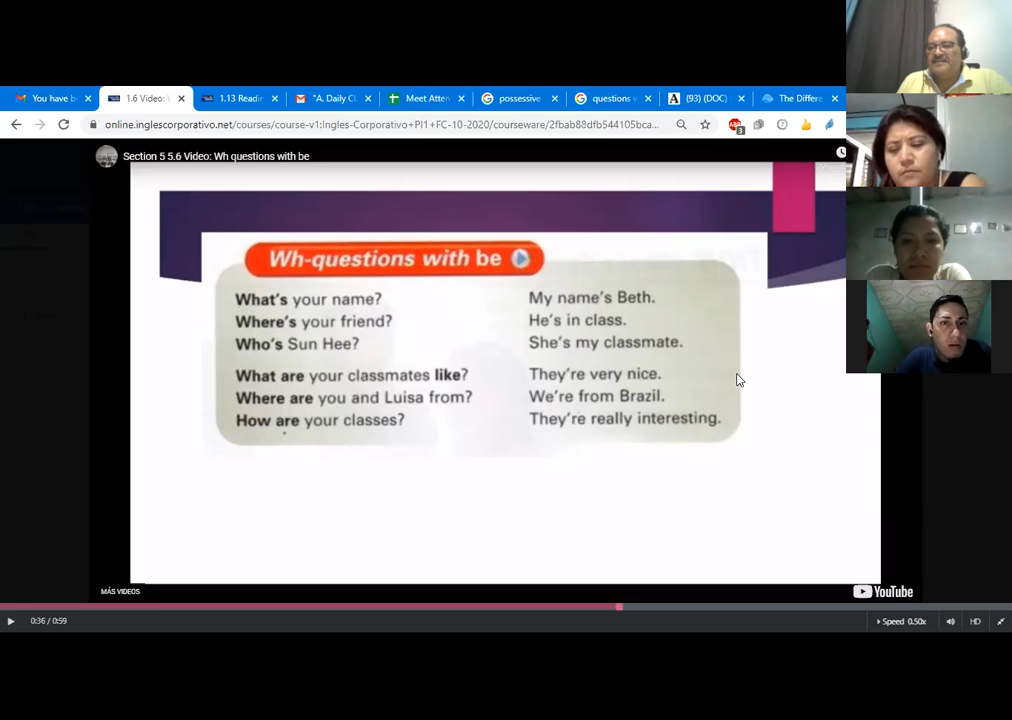 You have b
1.6 Video:
1.13 Readin
"A. Daily C
Meet Atten
possessive
questions w
(93) (DOC)
The Differe
online.inglescorporativo.net/courses/course-v1:Ingles-Corporativo+PI1+FC-10-2020/courseware/2fbab88dfb544105bca...
3
Section 5 5.6 Video: Wh questions with be
Wh-questions with be
What's your name? My name's Beth.
Where's your friend? He's in class.
Who's Sun Hee? She's my classmate.
What are your classmates like? They're very nice.
Where are you and Luisa from? We're from Brazil.
How are your classes? They're really interesting.
MÁS VIDEOS
YouTube
0:36 / 0:59
Speed 0.50x
HD